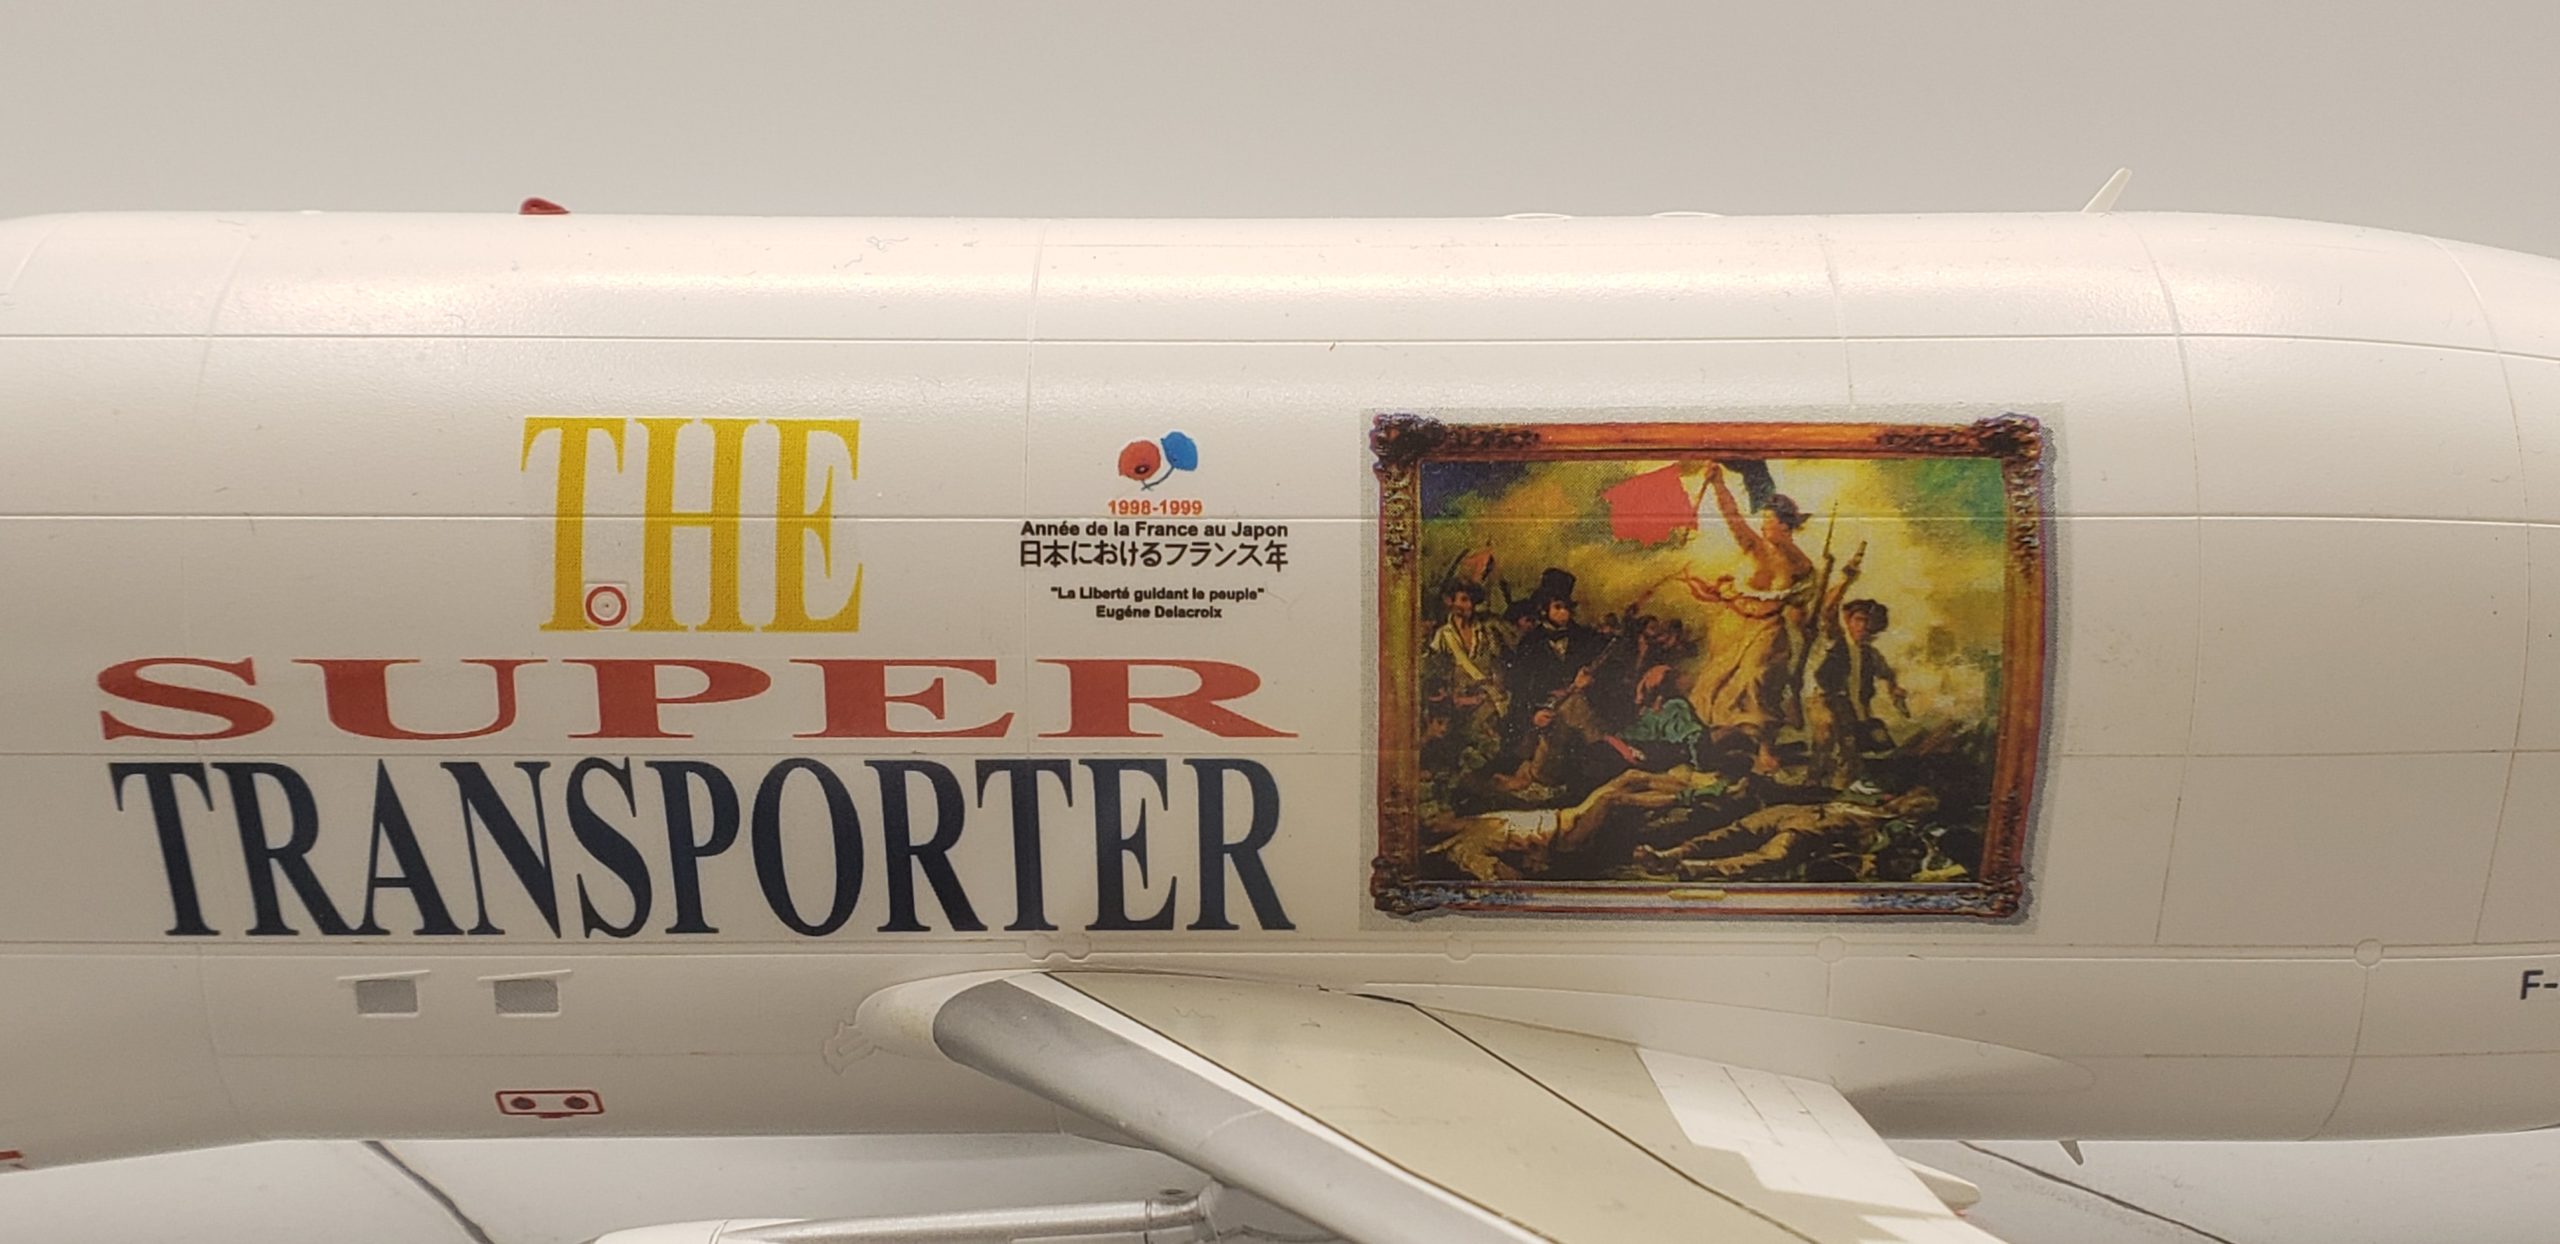 THE
SUPER
TRANSPORTER
1998-1999
Année de la France au Japon
日本におけるフランス年
"La Liberté guidant le peuple"
Eugéne Delacroix
F-